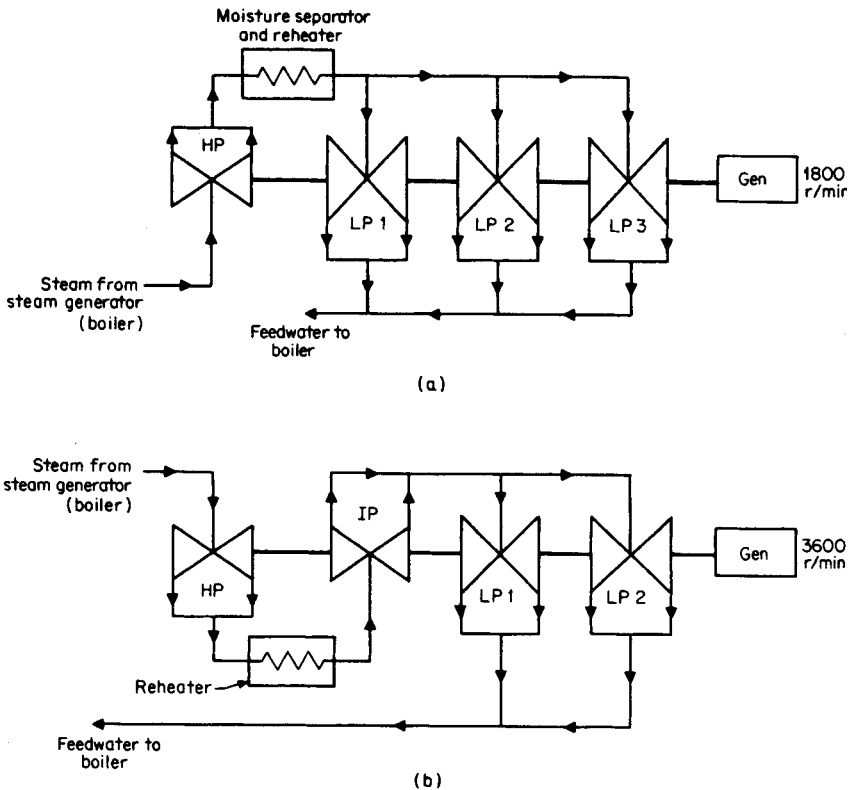 Moisture separator
and reheater
HP
LP 1
LP 2
LP 3
Gen
1800
r/min
Steam from
steam generator
(boiler)
Feedwater to
boiler
(a)
Steam from
steam generator
(boiler)
IP
HP
LP 1
LP 2
Gen
3600
r/min
Reheater
Feedwater to
boiler
(b)